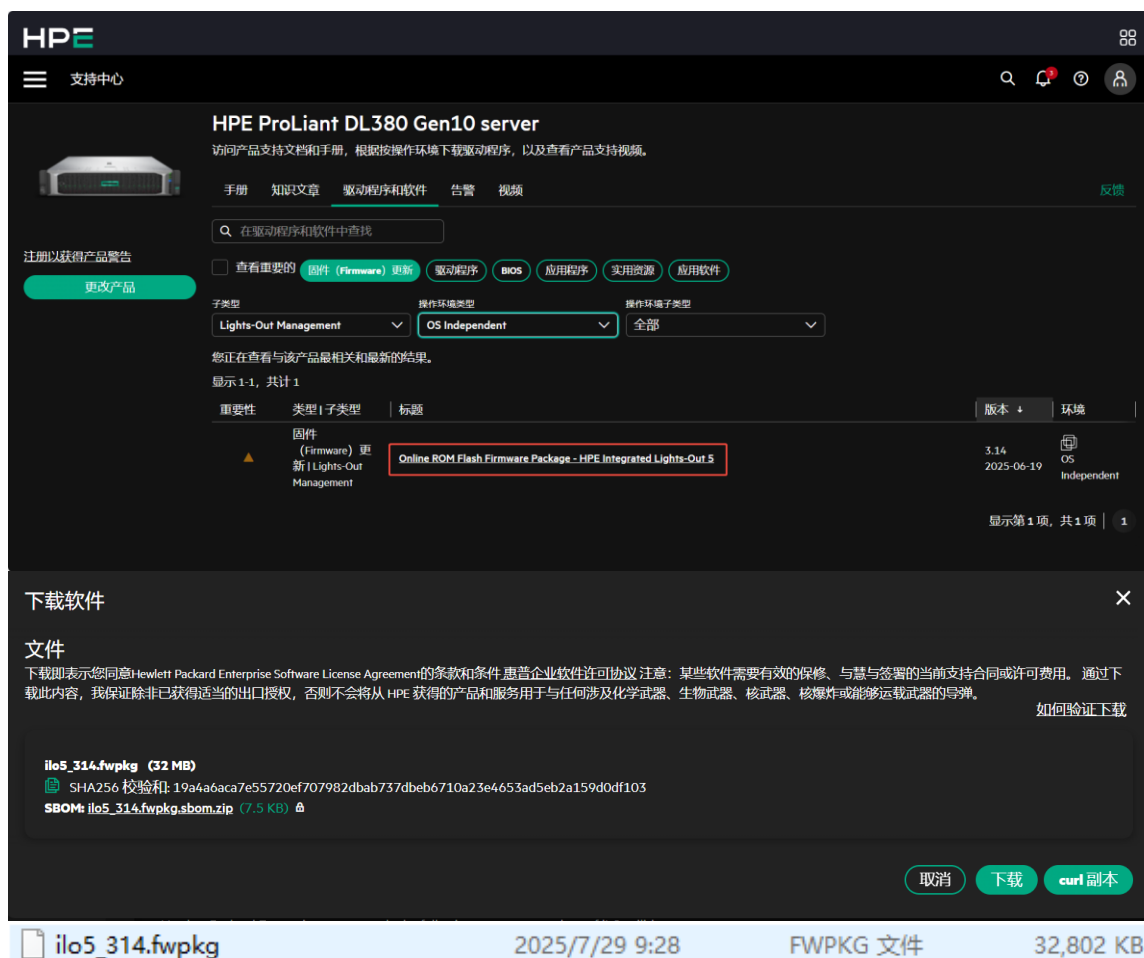 HPE
支持中心
3
HPE ProLiant DL380 Gen10 server
访问产品支持文档和手册，根据按操作环境下载驱动程序，以及查看产品支持视频。
手册 知识文章 驱动程序和软件 告警 视频 反馈
在驱动程序和软件中查找
注册以获得产品警告
更改产品
查看重要的 固件（Firmware）更新 驱动程序 BIOS 应用程序 实用资源 应用软件
子类型 操作环境类型 操作环境子类型
Lights-Out Management OS Independent 全部
您正在查看与该产品最相关和最新的结果。
显示 1-1，共计 1
重要性 类型 | 子类型 标题 版本 ↓ 环境
固件
（Firmware）更
新 | Lights-Out
Management
Online ROM Flash Firmware Package - HPE Integrated Lights-Out 5
3.14
2025-06-19
OS
Independent
显示第 1 项，共 1 项 | 1
下载软件
文件
下载即表示您同意Hewlett Packard Enterprise Software License Agreement的条款和条件 惠普企业软件许可协议 注意：某些软件需要有效的保修、与慧与签署的当前支持合同或许可费用。 通过下
载此内容，我保证除非已获得适当的出口授权，否则不会将从 HPE 获得的产品和服务用于与任何涉及化学武器、生物武器、核武器、核爆炸或能够运载武器的导弹。
如何验证下载
ilo5_314.fwpkg (32 MB)
SHA256 校验和: 19a4a6aca7e55720ef707982dbab737dbeb6710a23e4653ad5eb2a159d0df103
SBOM: ilo5_314.fwpkg.sbom.zip (7.5 KB)
取消 下载 curl 副本
ilo5_314.fwpkg 2025/7/29 9:28 FWPKG 文件 32,802 KB